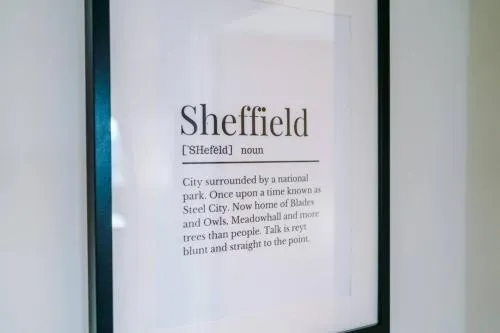 Sheffield
[ˈSHefēld] noun
City surrounded by a national
park. Once upon a time known as
Steel City. Now home of Blades
and Owls, Meadowhall and more
trees than people. Talk is reyt
blunt and straight to the point.